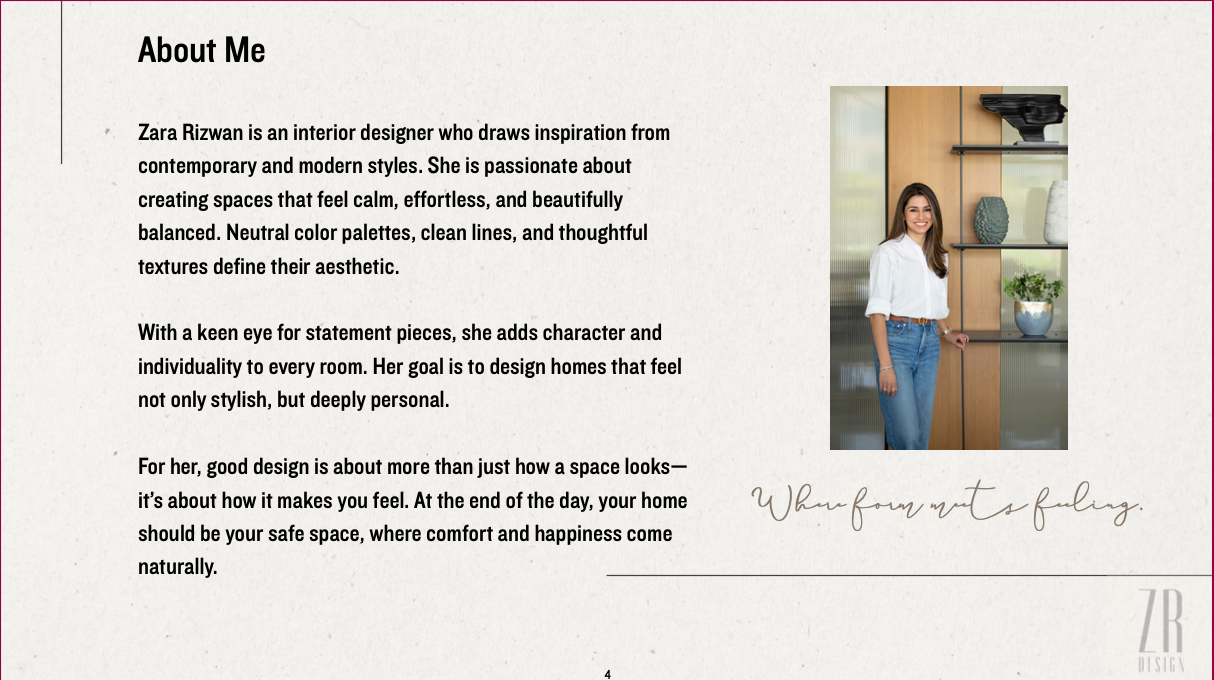 About Me
Zara Rizwan is an interior designer who draws inspiration from
contemporary and modern styles. She is passionate about
creating spaces that feel calm, effortless, and beautifully
balanced. Neutral color palettes, clean lines, and thoughtful
textures define their aesthetic.
With a keen eye for statement pieces, she adds character and
individuality to every room. Her goal is to design homes that feel
not only stylish, but deeply personal.
For her, good design is about more than just how a space looks—
it’s about how it makes you feel. At the end of the day, your home
should be your safe space, where comfort and happiness come
naturally.
Where form meets feeling.
ZR
DESIGN
4